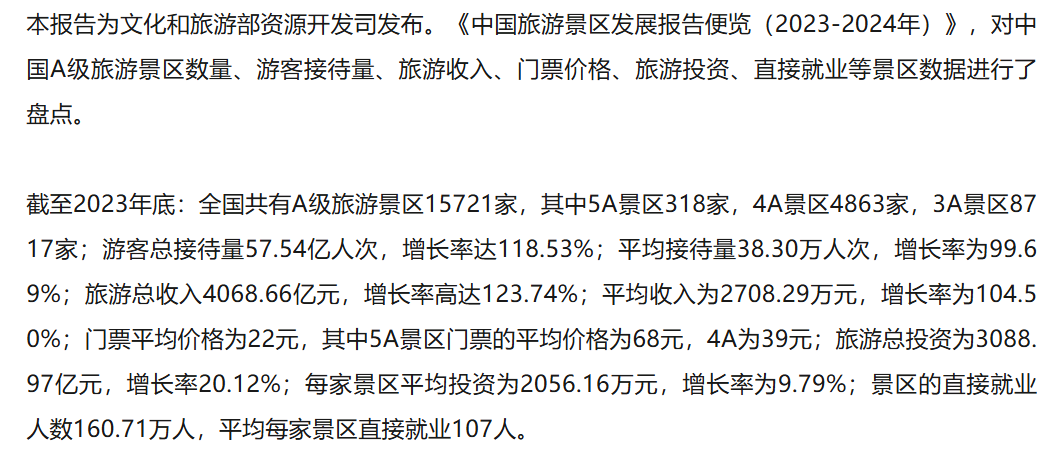 本报告为文化和旅游部资源开发司发布。《中国旅游景区发展报告便览（2023-2024年）》，对中
国A级旅游景区数量、游客接待量、旅游收入、门票价格、旅游投资、直接就业等景区数据进行了
盘点。
截至2023年底：全国共有A级旅游景区15721家，其中5A景区318家，4A景区4863家，3A景区87
17家；游客总接待量57.54亿人次，增长率达118.53%；平均接待量38.30万人次，增长率为99.6
9%；旅游总收入4068.66亿元，增长率高达123.74%；平均收入为2708.29万元，增长率为104.5
0%；门票平均价格为22元，其中5A景区门票的平均价格为68元，4A为39元；旅游总投资为3088.
97亿元，增长率20.12%；每家景区平均投资为2056.16万元，增长率为9.79%；景区的直接就业
人数160.71万人，平均每家景区直接就业107人。